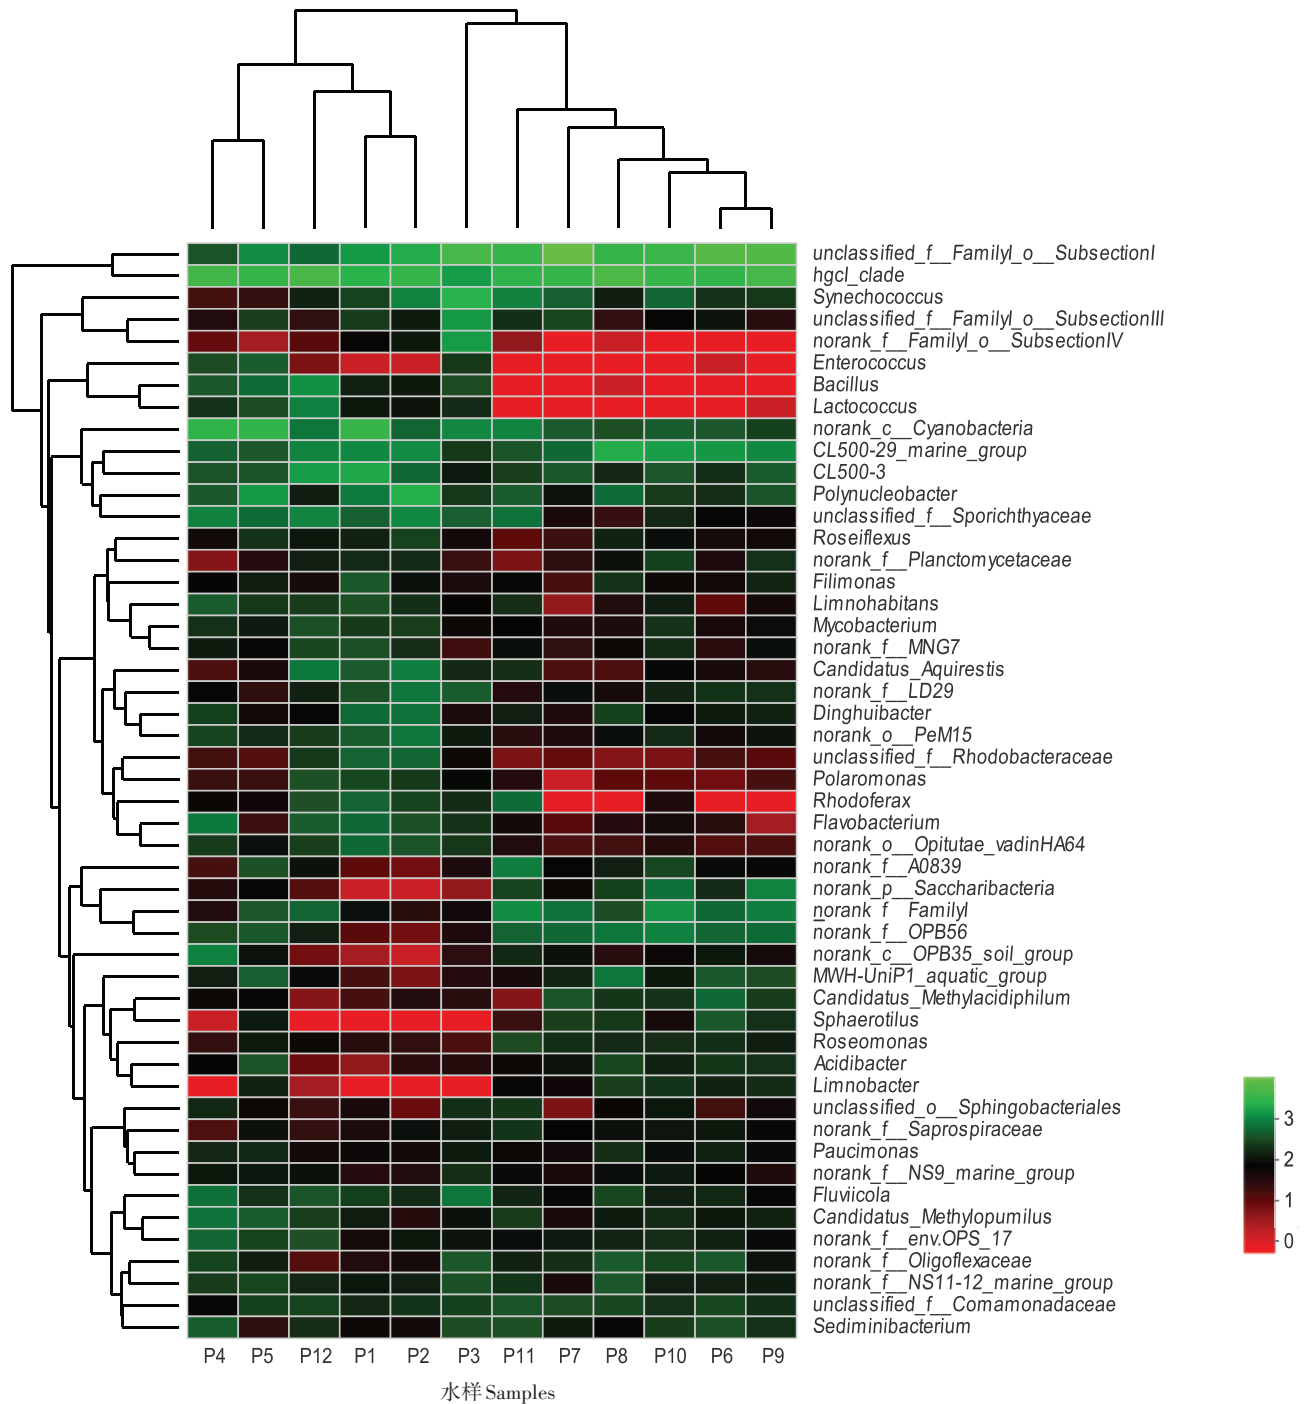 unclassified_f__FamilyI_o__SubsectionI
hgcI_clade
Synechococcus
unclassified_f__FamilyI_o__SubsectionIII
norank_f__FamilyI_o__SubsectionIV
Enterococcus
Bacillus
Lactococcus
norank_c__Cyanobacteria
CL500-29_marine_group
CL500-3
Polynucleobacter
unclassified_f__Sporichthyaceae
Roseiflexus
norank_f__Planctomycetaceae
Filimonas
Limnohabitans
Mycobacterium
norank_f__MNG7
Candidatus_Aquirestis
norank_f__LD29
Dinghuibacter
norank_o__PeM15
unclassified_f__Rhodobacteraceae
Polaromonas
Rhodoferax
Flavobacterium
norank_o__Opitutae_vadinHA64
norank_f__A0839
norank_p__Saccharibacteria
norank_f__FamilyI
norank_f__OPB56
norank_c__OPB35_soil_group
MWH-UniP1_aquatic_group
Candidatus_Methylacidiphilum
Sphaerotilus
Roseomonas
Acidibacter
Limnobacter
unclassified_o__Sphingobacteriales
norank_f__Saprospiraceae
Paucimonas
norank_f__NS9_marine_group
Fluviicola
Candidatus_Methylopumilus
norank_f__env.OPS_17
norank_f__Oligoflexaceae
norank_f__NS11-12_marine_group
unclassified_f__Comamonadaceae
Sediminibacterium
3
2
1
0
P4 P5 P12 P1 P2 P3 P11 P7 P8 P10 P6 P9
水样 Samples